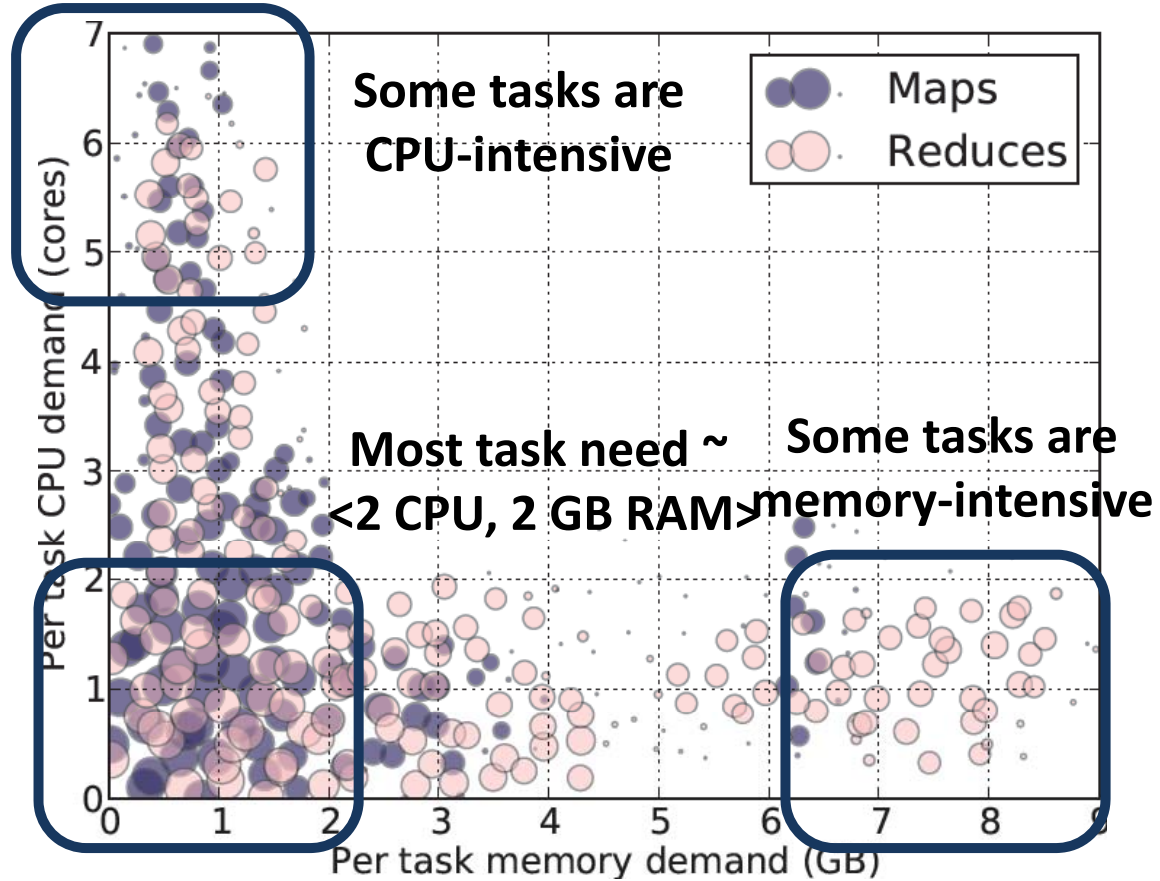 7
6
5
4
3
2
1
0
Per task CPU demand (cores)
Some tasks are
CPU-intensive
Maps
Reduces
Most task need ~
<2 CPU, 2 GB RAM>
Some tasks are
memory-intensive
0 1 2 3 4 5 6 7 8 9
Per task memory demand (GB)